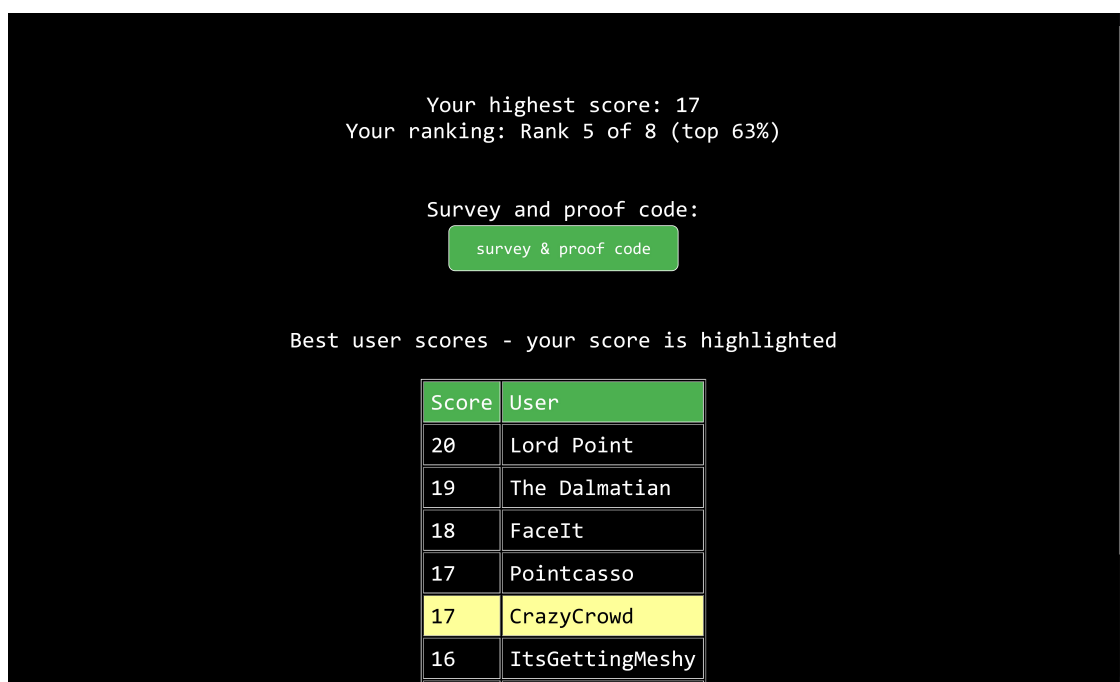 Your highest score: 17
Your ranking: Rank 5 of 8 (top 63%)
Survey and proof code:
survey & proof code
Best user scores - your score is highlighted
Score User
20 Lord Point
19 The Dalmatian
18 FaceIt
17 Pointcasso
17 CrazyCrowd
16 ItsGettingMeshy